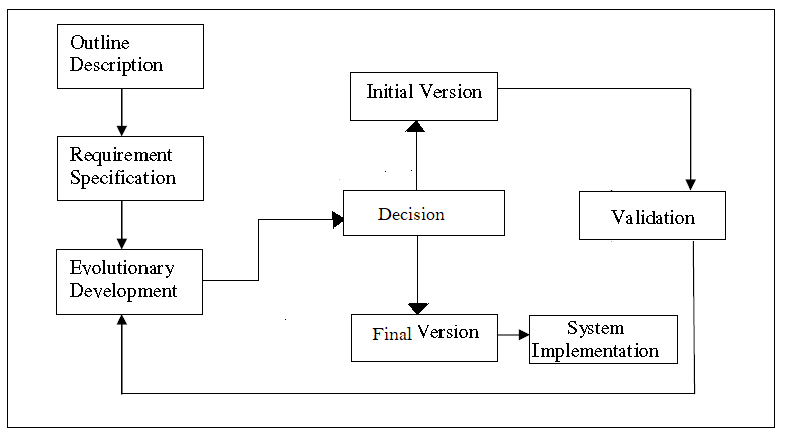 Outline
Description
Requirement
Specification
Evolutionary
Development
Initial Version
Decision
Validation
Final Version
System
Implementation